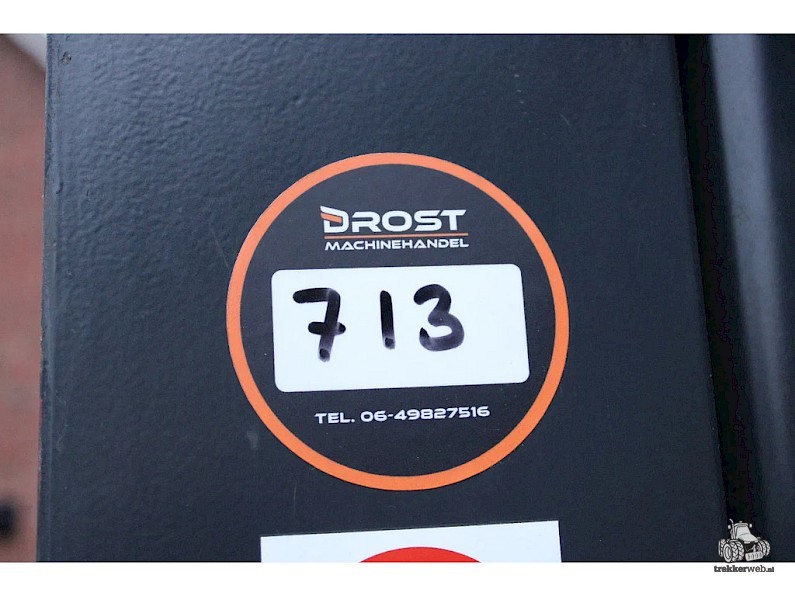 DROST
MACHINEHANDEL
713
TEL. 06-49827516
trekkerweb.nl